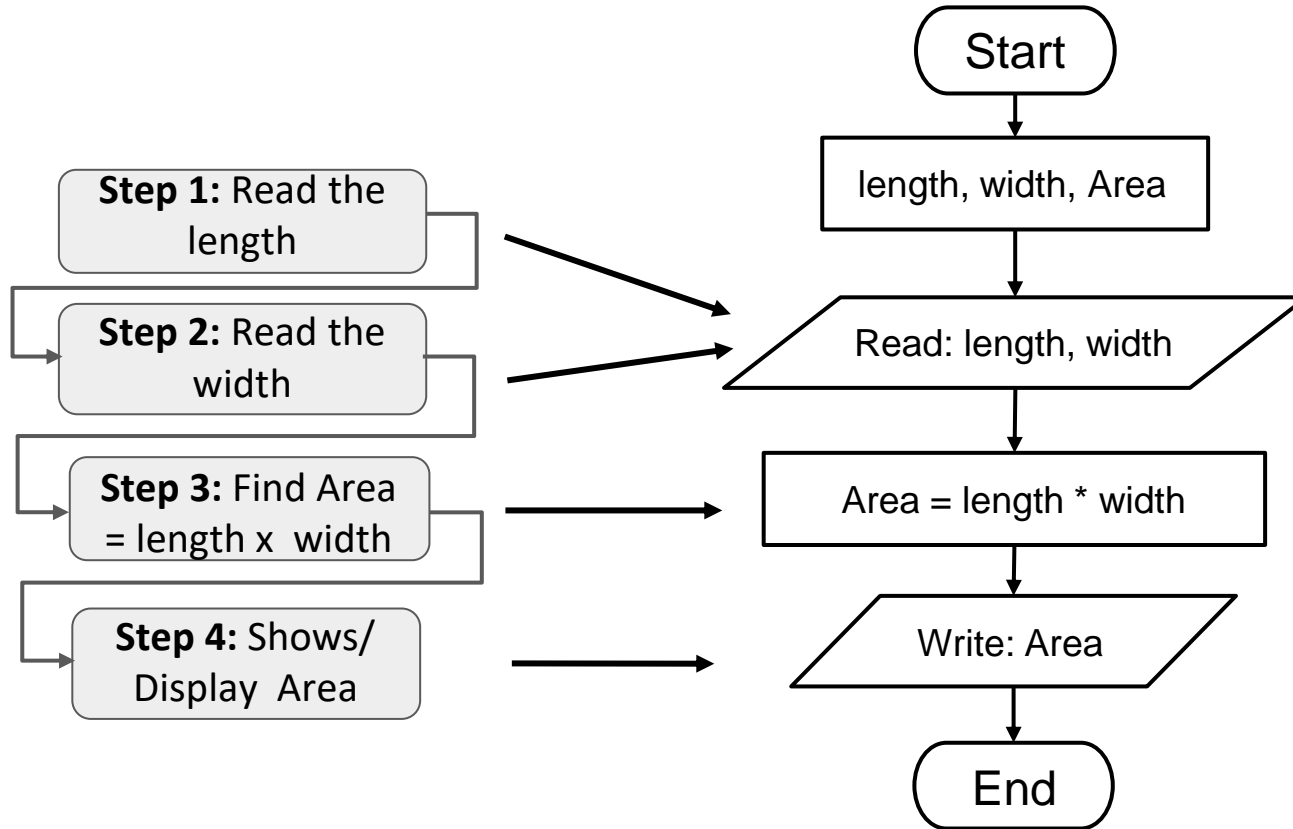 Step 1: Read the
length
Step 2: Read the
width
Step 3: Find Area
= length x width
Step 4: Shows/
Display Area
Start
length, width, Area
Read: length, width
Area = length * width
Write: Area
End